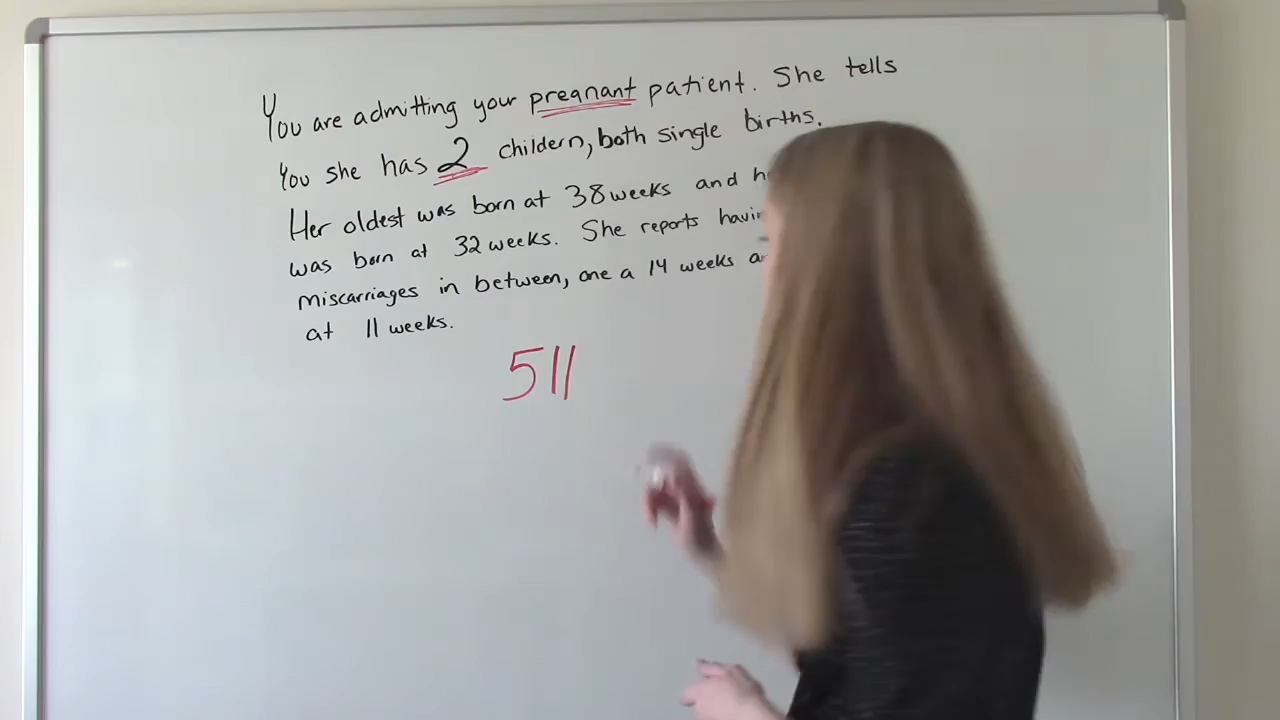 You are admitting your pregnant patient. She tells
You she has 2 childern, both single births.
Her oldest was born at 38 weeks and
was born at 32 weeks. She reports
miscarriages in between, one a 14 weeks
at 11 weeks.
511